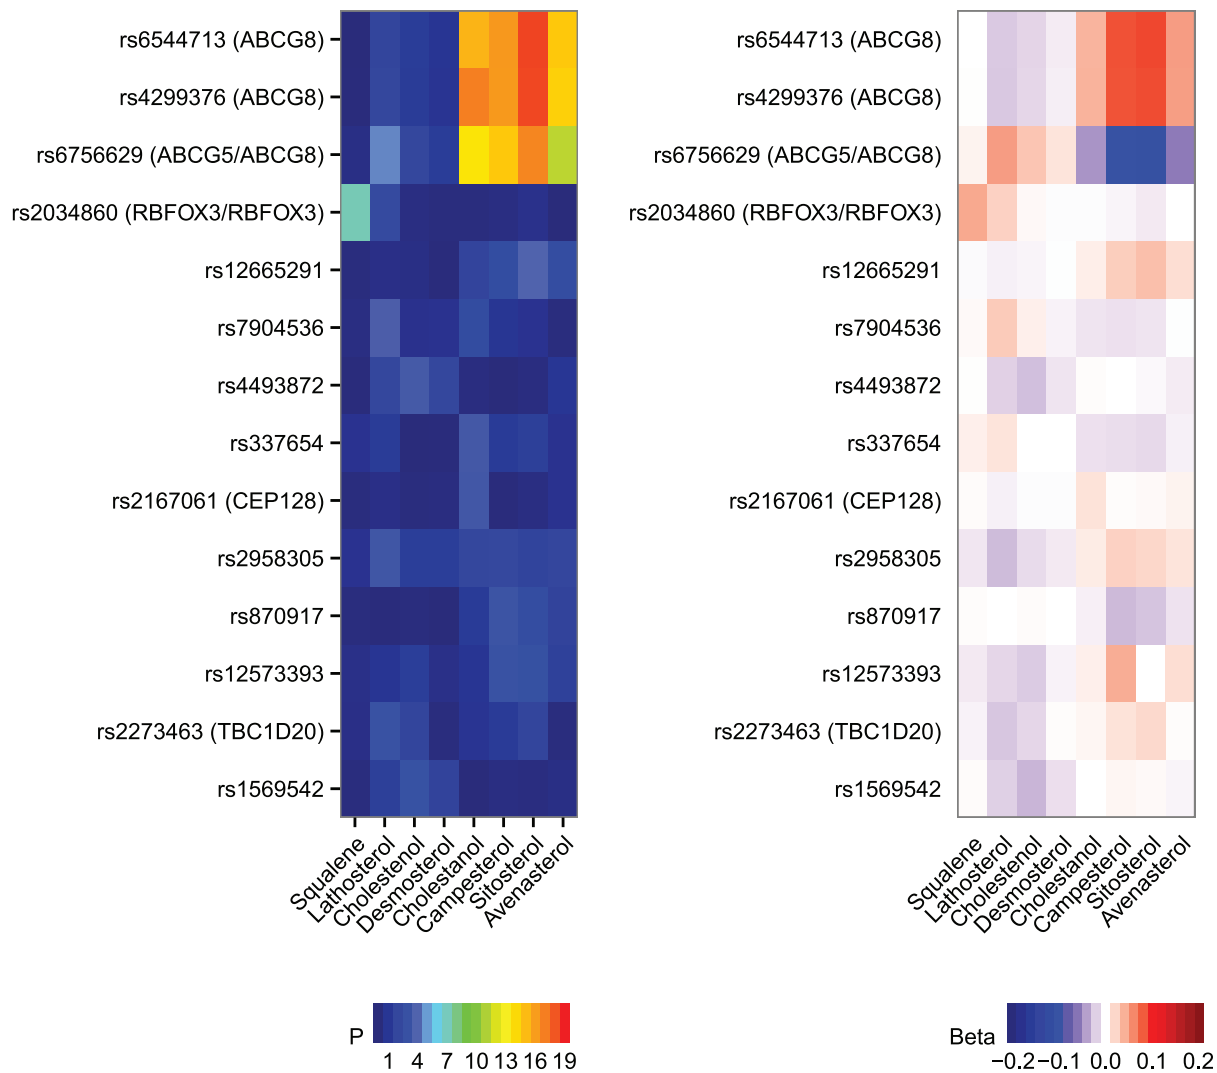 rs6544713 (ABCG8)
rs4299376 (ABCG8)
rs6756629 (ABCG5/ABCG8)
rs2034860 (RBFOX3/RBFOX3)
rs12665291
rs7904536
rs4493872
rs337654
rs2167061 (CEP128)
rs2958305
rs870917
rs12573393
rs2273463 (TBC1D20)
rs1569542
Squalene
Lathosterol
Cholestenol
Desmosterol
Cholestanol
Campesterol
Sitosterol
Avenasterol
P
1 4 7 10 13 16 19
rs6544713 (ABCG8)
rs4299376 (ABCG8)
rs6756629 (ABCG5/ABCG8)
rs2034860 (RBFOX3/RBFOX3)
rs12665291
rs7904536
rs4493872
rs337654
rs2167061 (CEP128)
rs2958305
rs870917
rs12573393
rs2273463 (TBC1D20)
rs1569542
Squalene
Lathosterol
Cholestenol
Desmosterol
Cholestanol
Campesterol
Sitosterol
Avenasterol
Beta
−0.2 −0.1 0.0 0.1 0.2